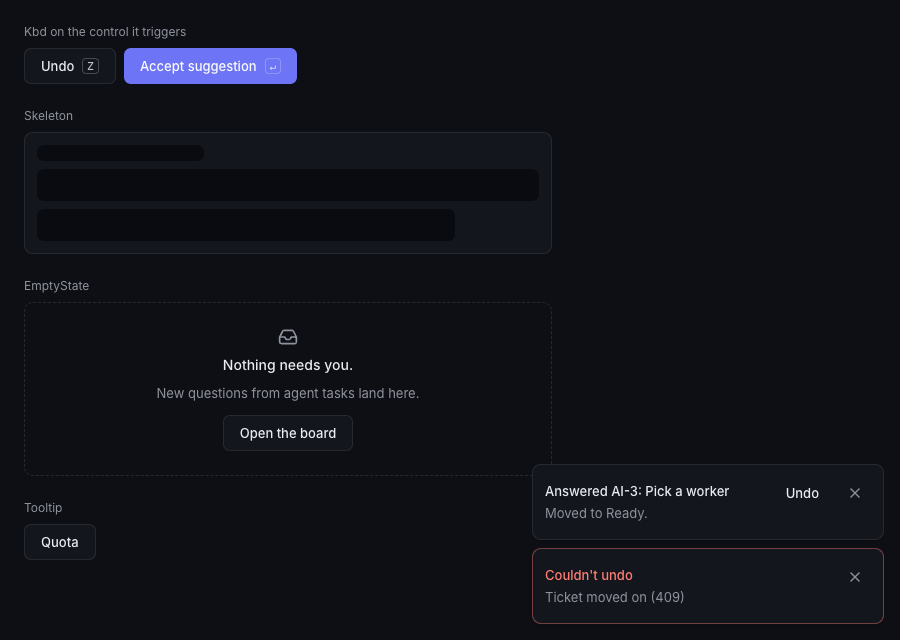 Kbd on the control it triggers
Undo Z Accept suggestion ↵
Skeleton
EmptyState
Nothing needs you.
New questions from agent tasks land here.
Open the board
Tooltip
Quota
Answered AI-3: Pick a worker Undo
Moved to Ready.
Couldn't undo
Ticket moved on (409)